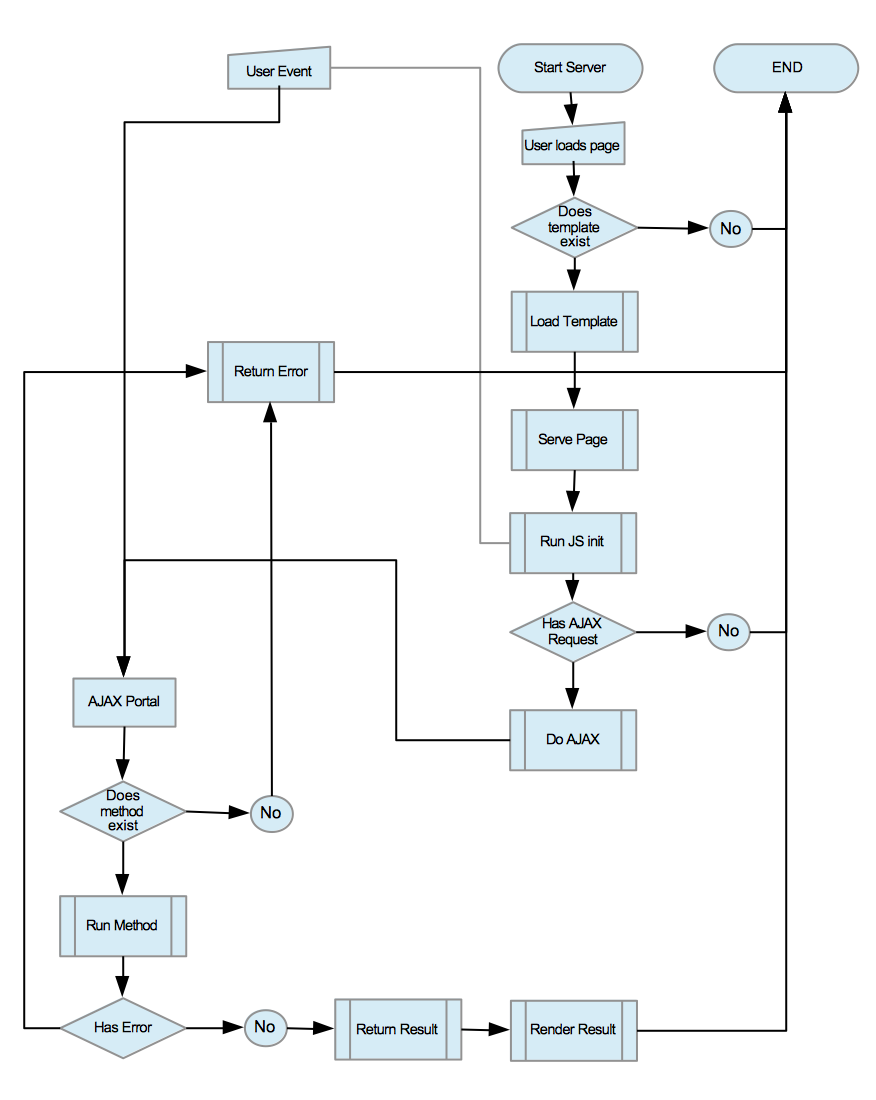 User Event
Start Server
END
User loads page
Does
template
exist
No
Load Template
Return Error
Serve Page
Run JS init
Has AJAX
Request
No
AJAX Portal
Do AJAX
Does
method
exist
No
Run Method
Has Error
No
Return Result
Render Result